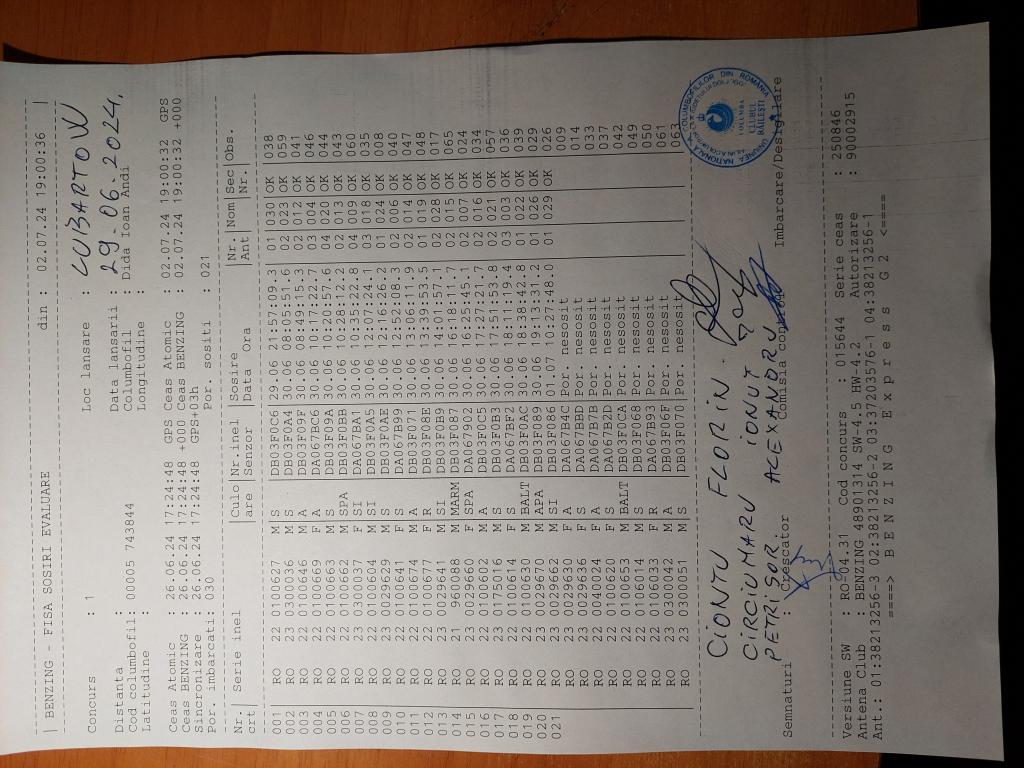 | BENZING - FISA SOSIRI EVALUARE din : 02.07.24 19:00:36 |
Concurs : 1 Loc lansare : LUBARTOW
Distanta : Data lansarii : 29.06.2024.
Cod columbofil: 000005 743844 Columbofil : Dida Ioan Andi
Latitudine : Longitudine :
Ceas Atomic : 26.06.24 17:24:48 GPS Ceas Atomic : 02.07.24 19:00:32 GPS
Ceas BENZING : 26.06.24 17:24:48 +000 Ceas BENZING : 02.07.24 19:00:32 +000
Sincronizare : 26.06.24 17:24:48 GPS+03h
Por. imbarcati: 030 Por. sositi : 021
Nr. | Serie inel | Culo | Nr.inel | Sosire | Nr. | Nom | Sec | Obs.
crt | are | Senzor | Data Ora | Ant | Nr. |
001 RO 22 0100627 M S DB03F0C6 29.06 21:57:09.3 01 030 OK 038
002 RO 22 0300036 M S DB03F0A4 30.06 08:05:51.6 02 023 OK 059
003 RO 22 0100646 M A DB03F09F 30.06 08:49:15.3 02 012 OK 041
004 RO 22 0100669 F A DA067BC6 30.06 10:17:22.7 03 004 OK 046
005 RO 22 0100663 M S DB03F09A 30.06 10:20:57.6 04 020 OK 044
006 RO 22 0100662 M SPA DB03F0BB 30.06 10:28:12.2 02 013 OK 043
007 RO 23 0300037 F SI DA067BA1 30.06 10:35:22.8 04 009 OK 060
008 RO 22 0100604 M SI DB03F0A5 30.06 12:07:24.1 03 018 OK 035
009 RO 23 0029629 M SI DB03F0AE 30.06 12:16:26.2 01 024 OK 008
010 RO 22 0100641 F S DA067B99 30.06 12:52:08.3 02 006 OK 040
011 RO 22 0100674 M A DB03F071 30.06 13:06:11.9 02 014 OK 047
012 RO 22 0100677 F R DB03F08E 30.06 13:39:53.5 01 019 OK 048
013 RO 23 0029641 M SI DB03F0B9 30.06 14:01:57.1 02 028 OK 017
014 RO 21 960088 M MARM DB03F087 30.06 16:18:11.7 02 015 OK 065
015 RO 23 0029660 F SPA DA067902 30.06 16:25:45.1 02 007 OK 024
016 RO 22 0100602 M A DB03F0C5 30.06 17:27:21.7 02 016 OK 034
017 RO 23 0175016 M S DB03F0B3 30.06 17:51:53.8 03 021 OK 057
018 RO 22 0100614 F S DA067BF2 30.06 18:11:19.4 03 003 OK 036
019 RO 22 0100630 M BALT DB03F0AC 30.06 18:38:42.8 01 022 OK 039
020 RO 23 0029670 M APA DB03F089 30.06 19:13:31.2 02 026 OK 029
021 RO 23 0029662 M SI DB03F086 01.07 10:27:48.0 01 029 OK 026
RO 23 0029630 F A DA067B4C Por. nesosit 009
RO 22 0100606 F S DA067BBD Por. nesosit 014
RO 23 0029636 F A DA067B7B Por. nesosit 033
RO 22 0040024 F S DA067B2D Por. nesosit 037
RO 22 0100653 M BALT DB03F0CA Por. nesosit 042
RO 22 0106014 M S DB03F068 Por. nesosit 049
RO 22 0106033 F R DA067B93 Por. nesosit 050
RO 23 0300042 M A DB03F06F Por. nesosit 061
RO 23 0300051 M S DB03F070 Por. nesosit 063
CIONTU FLORIN.
CIRCIUMARU IONUȚ
PETRIȘOR ALEXANDRU
Semnaturi : Crescator Comisia control Imbarcare/Desigilare
COLUMBA
CLUBUL
BĂILEȘTI
Versiune SW : RO-04.31 Cod concurs : 015644 Serie ceas : 250846
Antena Club : BENZING 48901314 SW-4.5 HW-4.2 Autorizare : 90002915
Ant.: 01:38213256-3 02:38213256-2 03:37203576-1 04:38213256-1
====> B E N Z I N G E x p r e s s G 2 <====